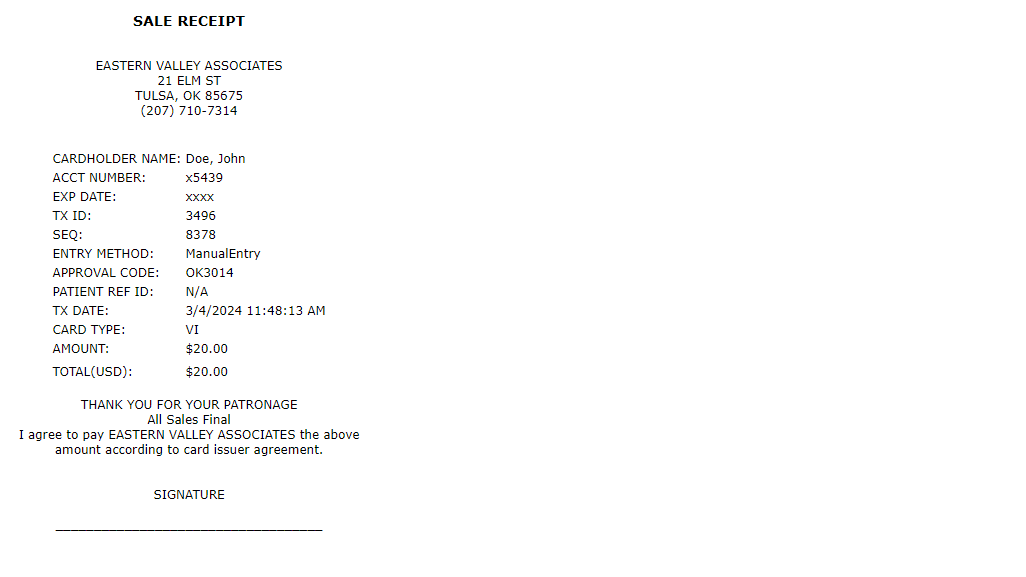 SALE RECEIPT
EASTERN VALLEY ASSOCIATES
21 ELM ST
TULSA, OK 85675
(207) 710-7314
CARDHOLDER NAME: Doe, John
ACCT NUMBER: x5439
EXP DATE: xxxx
TX ID: 3496
SEQ: 8378
ENTRY METHOD: ManualEntry
APPROVAL CODE: OK3014
PATIENT REF ID: N/A
TX DATE: 3/4/2024 11:48:13 AM
CARD TYPE: VI
AMOUNT: $20.00
TOTAL(USD): $20.00
THANK YOU FOR YOUR PATRONAGE
All Sales Final
I agree to pay EASTERN VALLEY ASSOCIATES the above
amount according to card issuer agreement.
SIGNATURE